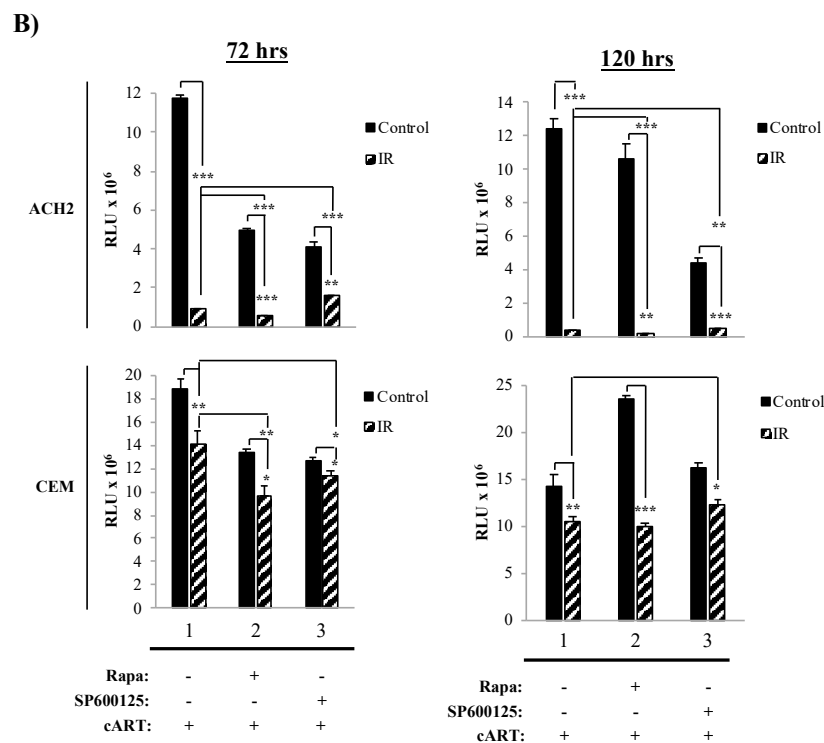 B)
72 hrs
120 hrs
ACH2
RLU x 10⁶
12
10
8
6
4
2
0
***
***
***
***
**
Control
IR
RLU x 10⁶
14
12
10
8
6
4
2
0
***
***
**
**
***
Control
IR
CEM
RLU x 10⁶
20
18
16
14
12
10
8
6
4
2
0
**
**
*
*
*
Control
IR
RLU x 10⁶
25
20
15
10
5
0
**
***
*
Control
IR
1 2 3
1 2 3
Rapa: - + -
SP600125: - - +
cART: + + +
Rapa: - + -
SP600125: - - +
cART: + + +